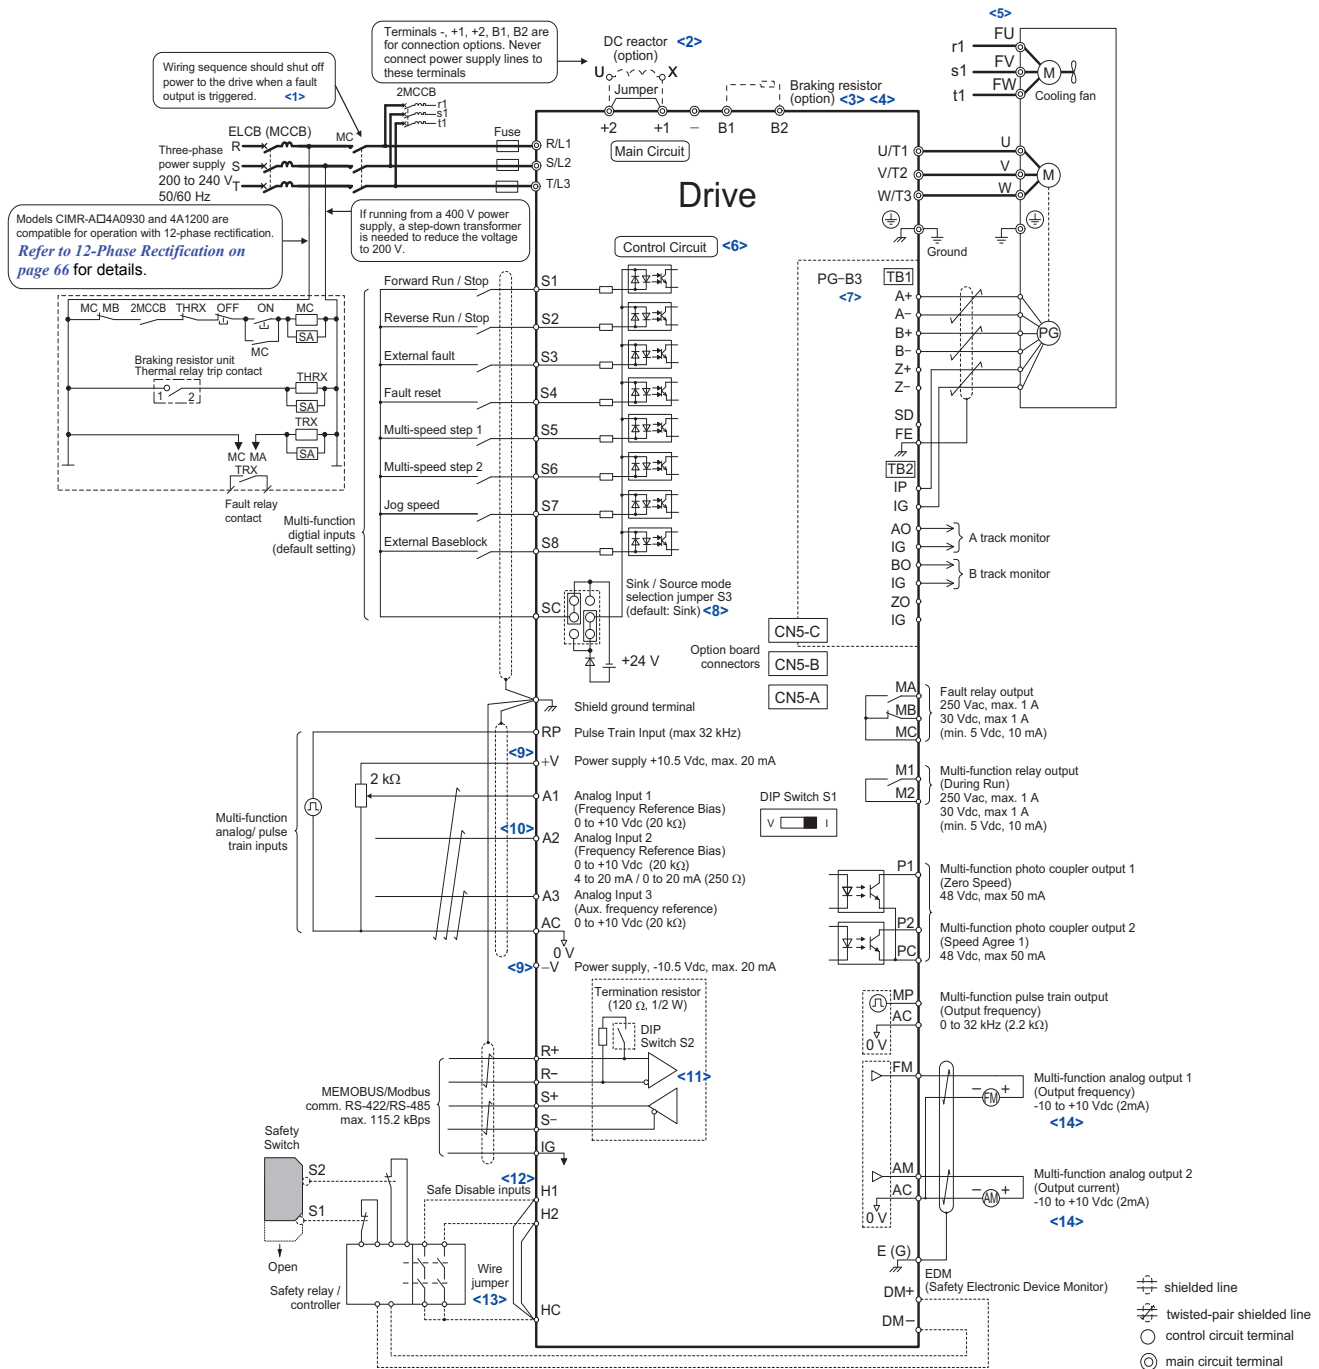 <5>
FU
r1
FV
s1
FW
t1
M
Cooling fan
Terminals -, +1, +2, B1, B2 are
for connection options. Never
connect power supply lines to
these terminals
DC reactor <2>
(option)
U X
Jumper
Braking resistor
(option) <3> <4>
+2 +1 − B1 B2
Main Circuit
Wiring sequence should shut off
power to the drive when a fault
output is triggered. <1>
2MCCB
r1
s1
t1
ELCB (MCCB)
MC
Fuse
Three-phase
power supply
200 to 240 V
50/60 Hz
R
S
T
R/L1
S/L2
T/L3
Drive
U/T1 U
V/T2 V
W/T3 W
M
Ground
Models CIMR-A□4A0930 and 4A1200 are
compatible for operation with 12-phase rectification.
Refer to 12-Phase Rectification on
page 66 for details.
If running from a 400 V power
supply, a step-down transformer
is needed to reduce the voltage
to 200 V.
Control Circuit <6>
MC MB 2MCCB THRX OFF ON MC
SA
MC
Braking resistor unit
Thermal relay trip contact
1 2
THRX
SA
TRX
SA
MC MA
TRX
Fault relay
contact
Forward Run / Stop S1
Reverse Run / Stop S2
External fault S3
Fault reset S4
Multi-speed step 1 S5
Multi-speed step 2 S6
Jog speed S7
External Baseblock S8
Multi-function
digtial inputs
(default setting)
SC
Sink / Source mode
selection jumper S3
(default: Sink) <8>
+24 V
PG−B3
<7>
TB1
A+
A−
B+
B−
Z+
Z−
PG
SD
FE
TB2
IP
IG
AO
IG
A track monitor
BO
IG
B track monitor
ZO
IG
Option board
connectors
CN5-C
CN5-B
CN5-A
Shield ground terminal
RP Pulse Train Input (max 32 kHz)
<9>
+V Power supply +10.5 Vdc, max. 20 mA
2 kΩ
A1 Analog Input 1
(Frequency Reference Bias)
0 to +10 Vdc (20 kΩ)
<10>
A2 Analog Input 2
(Frequency Reference Bias)
0 to +10 Vdc (20 kΩ)
4 to 20 mA / 0 to 20 mA (250 Ω)
A3 Analog Input 3
(Aux. frequency reference)
0 to +10 Vdc (20 kΩ)
AC
0 V
<9> −V Power supply, -10.5 Vdc, max. 20 mA
Multi-function
analog/ pulse
train inputs
DIP Switch S1
V I
MA
MB
MC
Fault relay output
250 Vac, max. 1 A
30 Vdc, max 1 A
(min. 5 Vdc, 10 mA)
M1
M2
Multi-function relay output
(During Run)
250 Vac, max. 1 A
30 Vdc, max 1 A
(min. 5 Vdc, 10 mA)
P1
Multi-function photo coupler output 1
(Zero Speed)
48 Vdc, max 50 mA
P2
PC
Multi-function photo coupler output 2
(Speed Agree 1)
48 Vdc, max 50 mA
MP
AC
0 V
Multi-function pulse train output
(Output frequency)
0 to 32 kHz (2.2 kΩ)
FM
− FM +
Multi-function analog output 1
(Output frequency)
-10 to +10 Vdc (2mA)
<14>
AM
AC
− AM +
0 V
Multi-function analog output 2
(Output current)
-10 to +10 Vdc (2mA)
<14>
E (G)
Termination resistor
(120 Ω, 1/2 W)
DIP
Switch S2
R+
R−
S+
S−
IG
<11>
MEMOBUS/Modbus
comm. RS-422/RS-485
max. 115.2 kBps
Safety
Switch
S2
S1
Open
Safety relay /
controller
<12>
Safe Disable inputs
H1
H2
Wire
jumper
<13>
HC
EDM
(Safety Electronic Device Monitor)
DM+
DM−
shielded line
twisted-pair shielded line
control circuit terminal
main circuit terminal